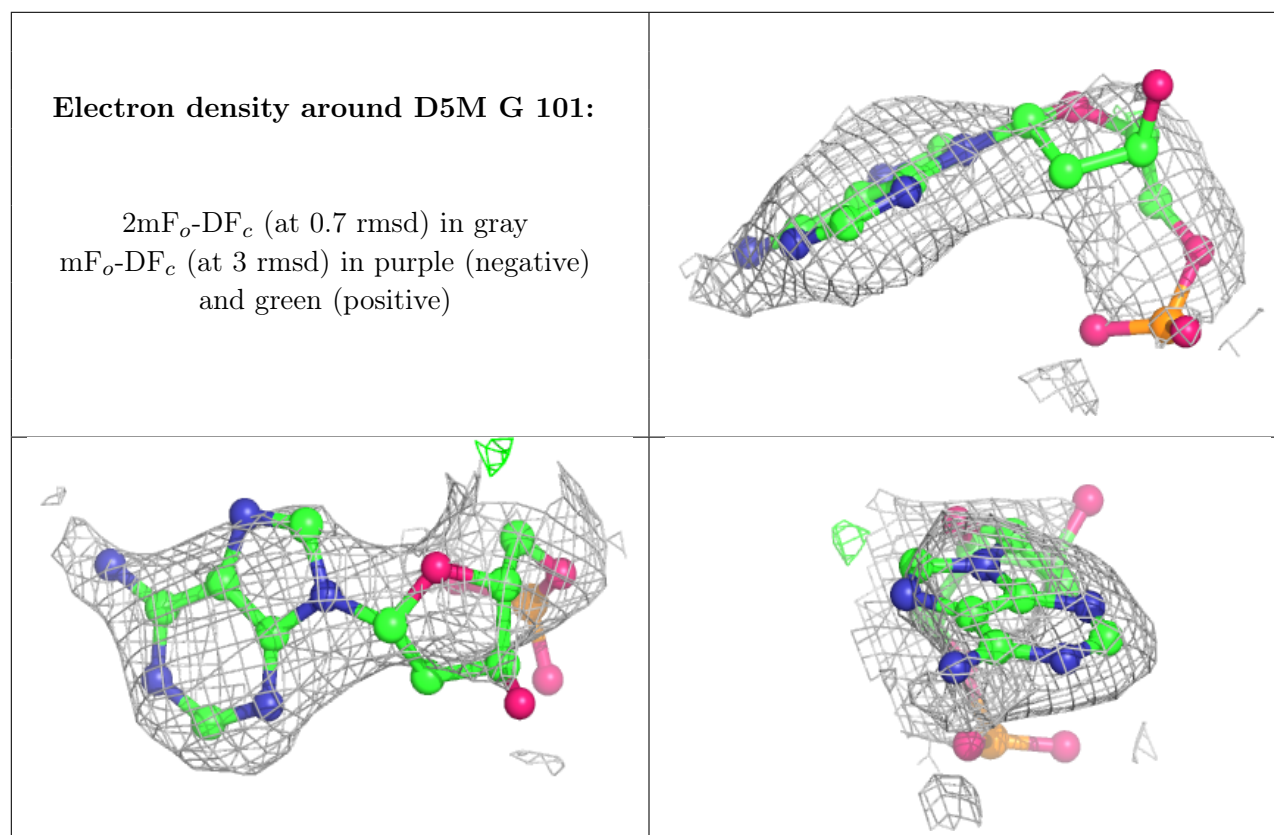 Electron density around D5M G 101:
2mFo-DFc (at 0.7 rmsd) in gray
mFo-DFc (at 3 rmsd) in purple (negative)
and green (positive)